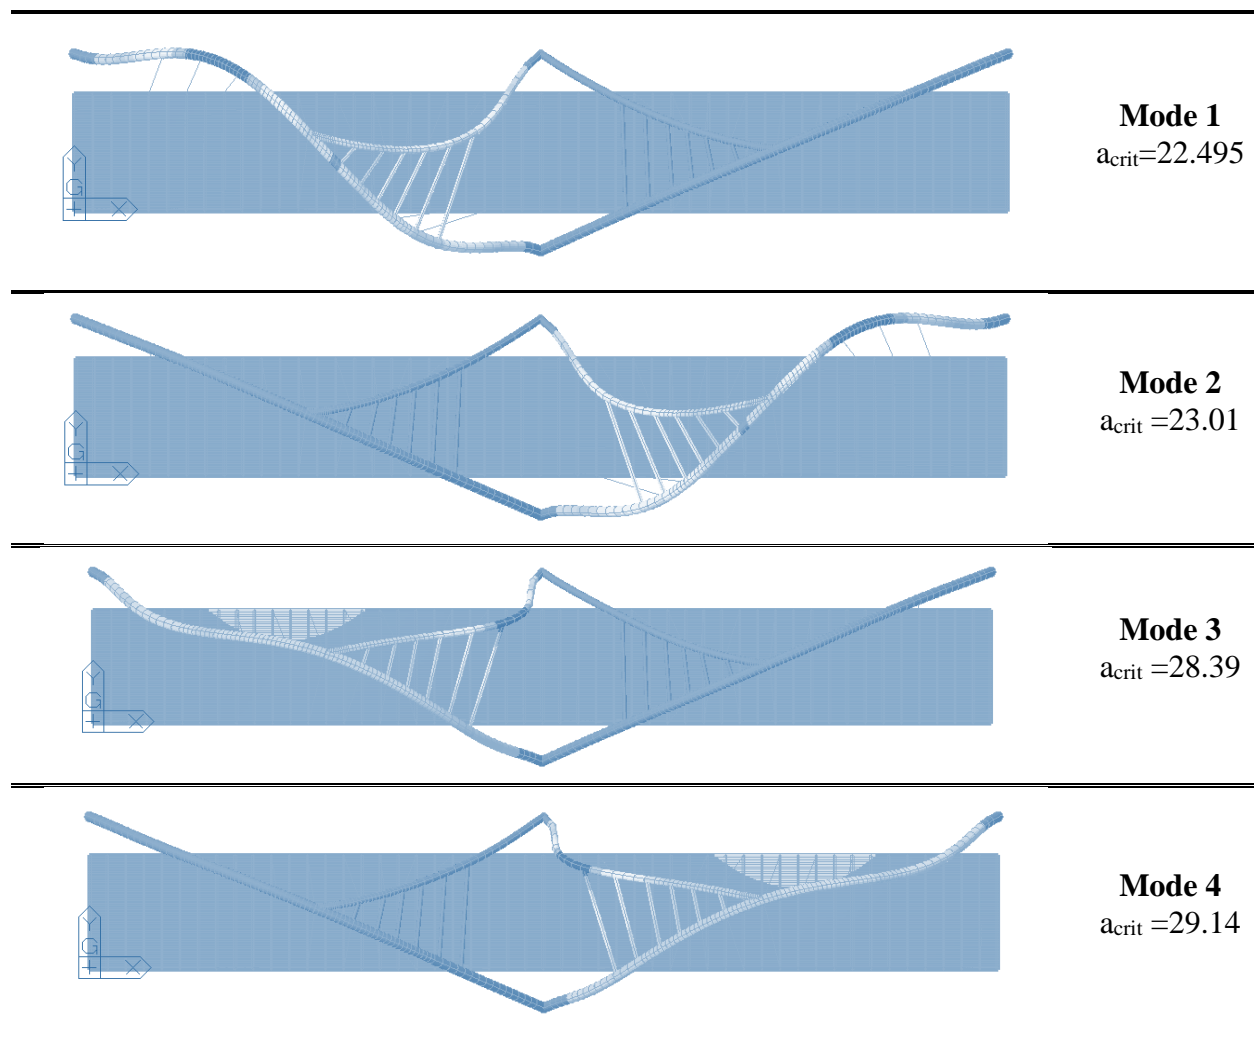 Mode 1
acrit=22.495
Y
G
X
Mode 2
acrit =23.01
Y
G
X
Mode 3
acrit =28.39
Y
G
X
Mode 4
acrit =29.14
Y
G
X